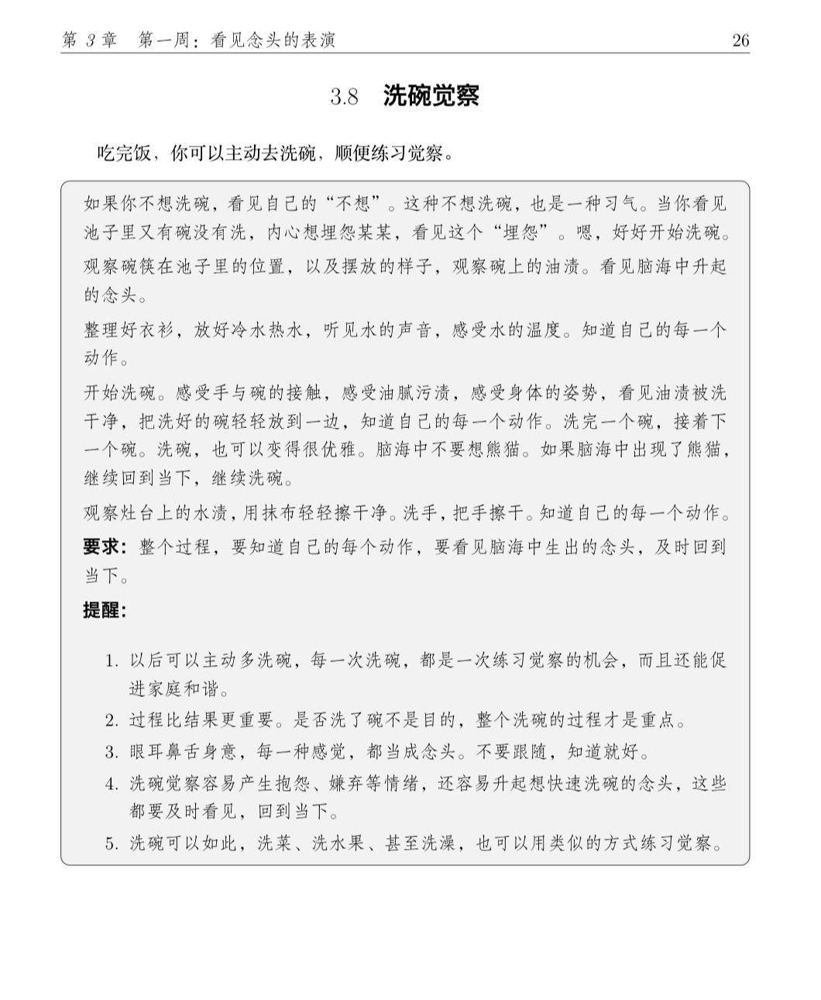 第 3 章　第一周：看见念头的表演　26
3.8　洗碗觉察
吃完饭，你可以主动去洗碗，顺便练习觉察。
如果你不想洗碗，看见自己的“不想”。这种不想洗碗，也是一种习气。当你看见
池子里又有碗没有洗，内心想埋怨某某，看见这个“埋怨”。嗯，好好开始洗碗。
观察碗筷在池子里的位置，以及摆放的样子，观察碗上的油渍。看见脑海中升起
的念头。
整理好衣衫，放好冷水热水，听见水的声音，感受水的温度。知道自己的每一个
动作。
开始洗碗。感受手与碗的接触，感受油腻污渍，感受身体的姿势，看见油渍被洗
干净，把洗好的碗轻轻放到一边，知道自己的每一个动作。洗完一个碗，接着下
一个碗。洗碗，也可以变得很优雅。脑海中不要想熊猫。如果脑海中出现了熊猫，
继续回到当下，继续洗碗。
观察灶台上的水渍，用抹布轻轻擦干净。洗手，把手擦干。知道自己的每一个动作。
要求：整个过程，要知道自己的每个动作，要看见脑海中生出的念头，及时回到
当下。
提醒：
1. 以后可以主动多洗碗，每一次洗碗，都是一次练习觉察的机会，而且还能促
进家庭和谐。
2. 过程比结果更重要。是否洗了碗不是目的，整个洗碗的过程才是重点。
3. 眼耳鼻舌身意，每一种感觉，都当成念头。不要跟随，知道就好。
4. 洗碗觉察容易产生抱怨、嫌弃等情绪，还容易升起想快速洗碗的念头，这些
都要及时看见，回到当下。
5. 洗碗可以如此，洗菜、洗水果、甚至洗澡，也可以用类似的方式练习觉察。